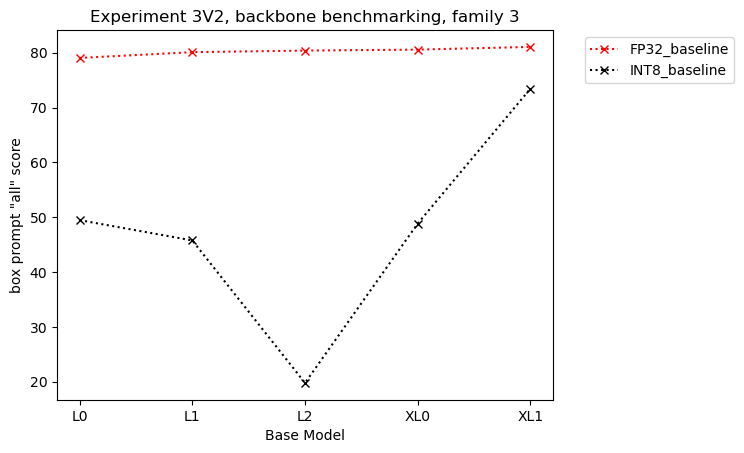 Experiment 3V2, backbone benchmarking, family 3
FP32_baseline
INT8_baseline
box prompt "all" score
80
70
60
50
40
30
20
L0 L1 L2 XL0 XL1
Base Model